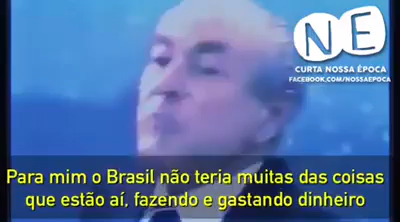 NE
CURTA NOSSA ÉPOCA
FACEBOOK.COM/NOSSAEPOCA
Para mim o Brasil não teria muitas das coisas
que estão aí, fazendo e gastando dinheiro